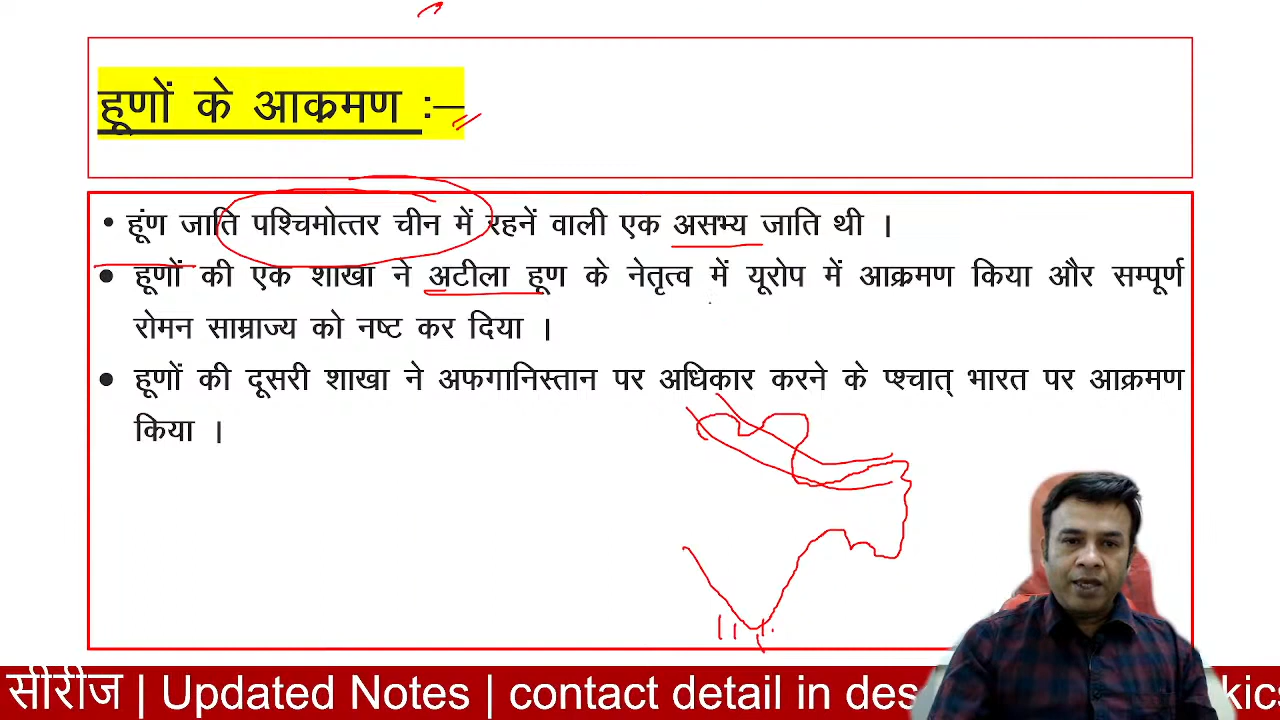 हूणों के आक्रमण :–
• हूंण जाति पश्चिमोत्तर चीन में रहनें वाली एक असभ्य जाति थी ।
● हूणों की एक शाखा ने अटीला हूण के नेतृत्व में यूरोप में आक्रमण किया और सम्पूर्ण
रोमन साम्राज्य को नष्ट कर दिया ।
● हूणों की दूसरी शाखा ने अफगानिस्तान पर अधिकार करने के प्श्चात् भारत पर आक्रमण
किया ।
सीरीज | Updated Notes | contact detail in des